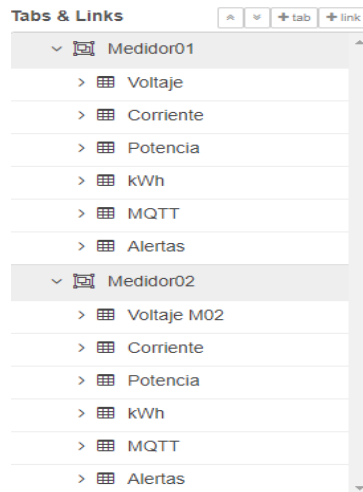 Tabs & Links + tab + link
Medidor01
Voltaje
Corriente
Potencia
kWh
MQTT
Alertas
Medidor02
Voltaje M02
Corriente
Potencia
kWh
MQTT
Alertas